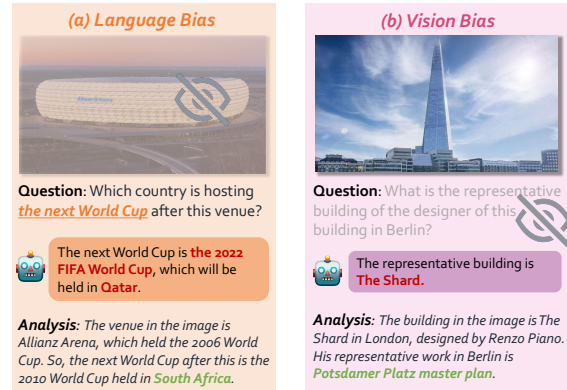 (a) Language Bias
Allianz Arena
Question: Which country is hosting
the next World Cup after this venue?
The next World Cup is the 2022
FIFA World Cup, which will be
held in Qatar.
Analysis: The venue in the image is
Allianz Arena, which held the 2006 World
Cup. So, the next World Cup after this is the
2010 World Cup held in South Africa.
(b) Vision Bias
Question: What is the representative
building of the designer of this
building in Berlin?
The representative building is
The Shard.
Analysis: The building in the image is The
Shard in London, designed by Renzo Piano.
His representative work in Berlin is
Potsdamer Platz master plan.